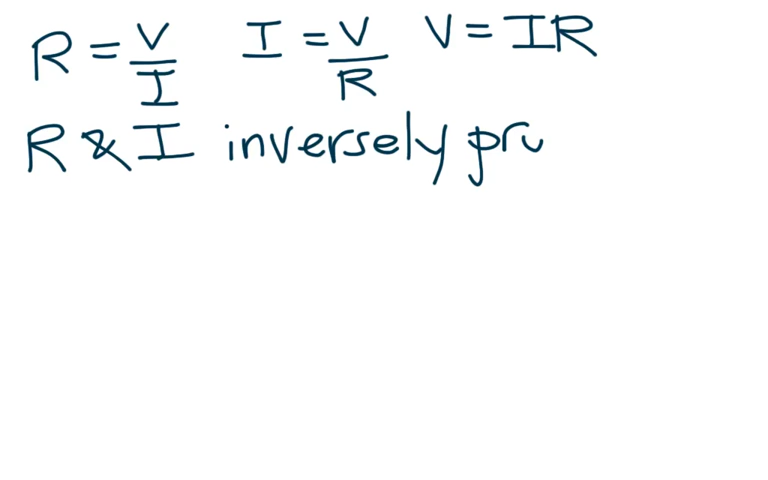 R = V/I I = V/R V = IR
R & I inversely pro